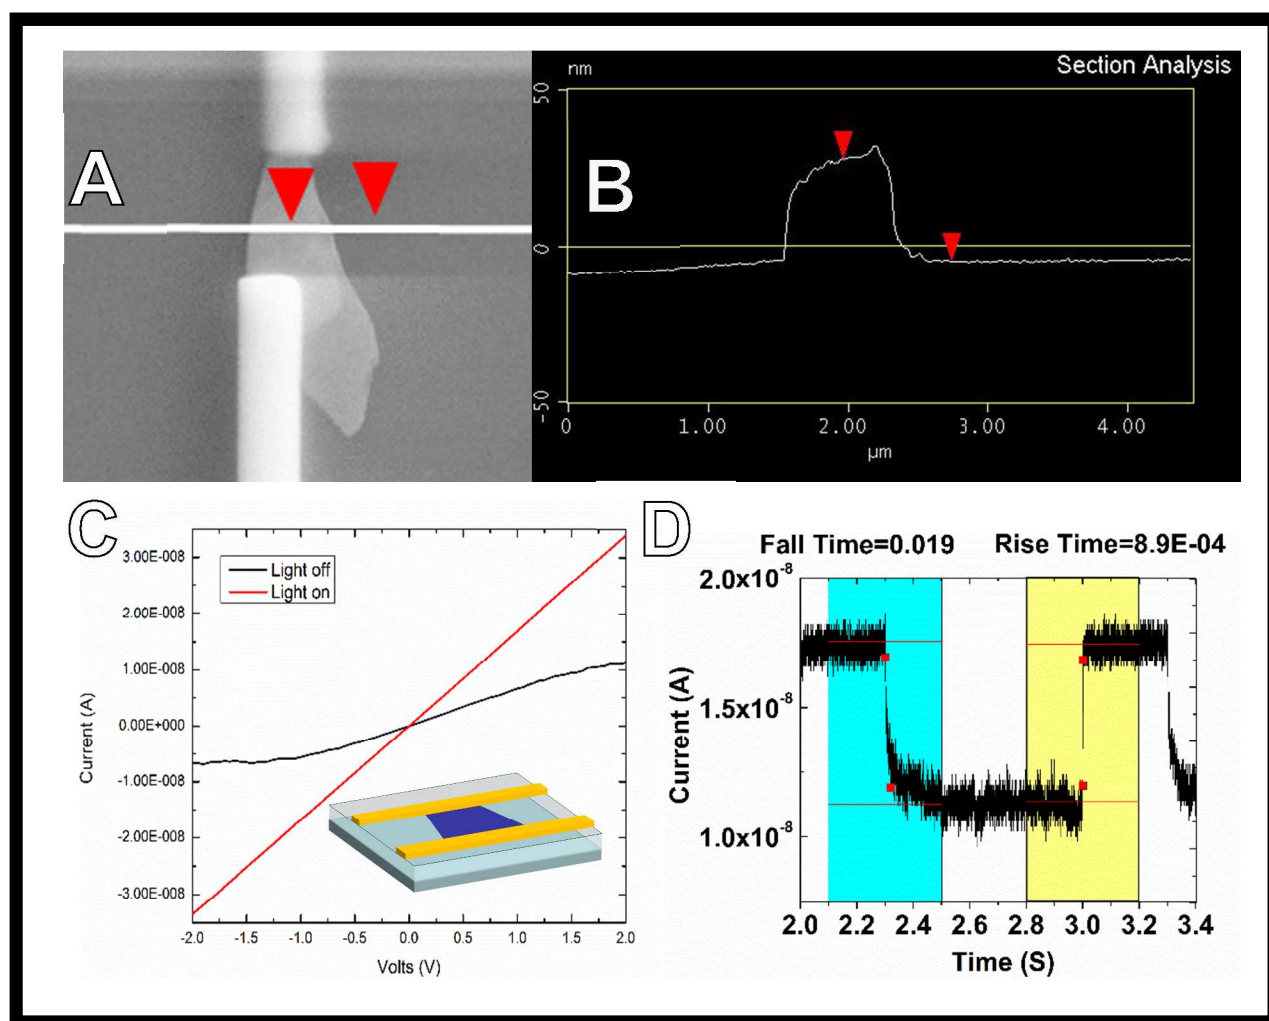 A
B
nm
Section Analysis
50
0
-50
0
1.00
2.00
3.00
4.00
µm
C
D
3.00E-008
2.00E-008
1.00E-008
0.00E+000
-1.00E-008
-2.00E-008
-3.00E-008
Current (A)
Light off
Light on
-2.0 -1.5 -1.0 -0.5 0.0 0.5 1.0 1.5 2.0
Volts (V)
Fall Time=0.019
Rise Time=8.9E-04
2.0x10⁻⁸
1.5x10⁻⁸
1.0x10⁻⁸
Current (A)
2.0 2.2 2.4 2.6 2.8 3.0 3.2 3.4
Time (S)